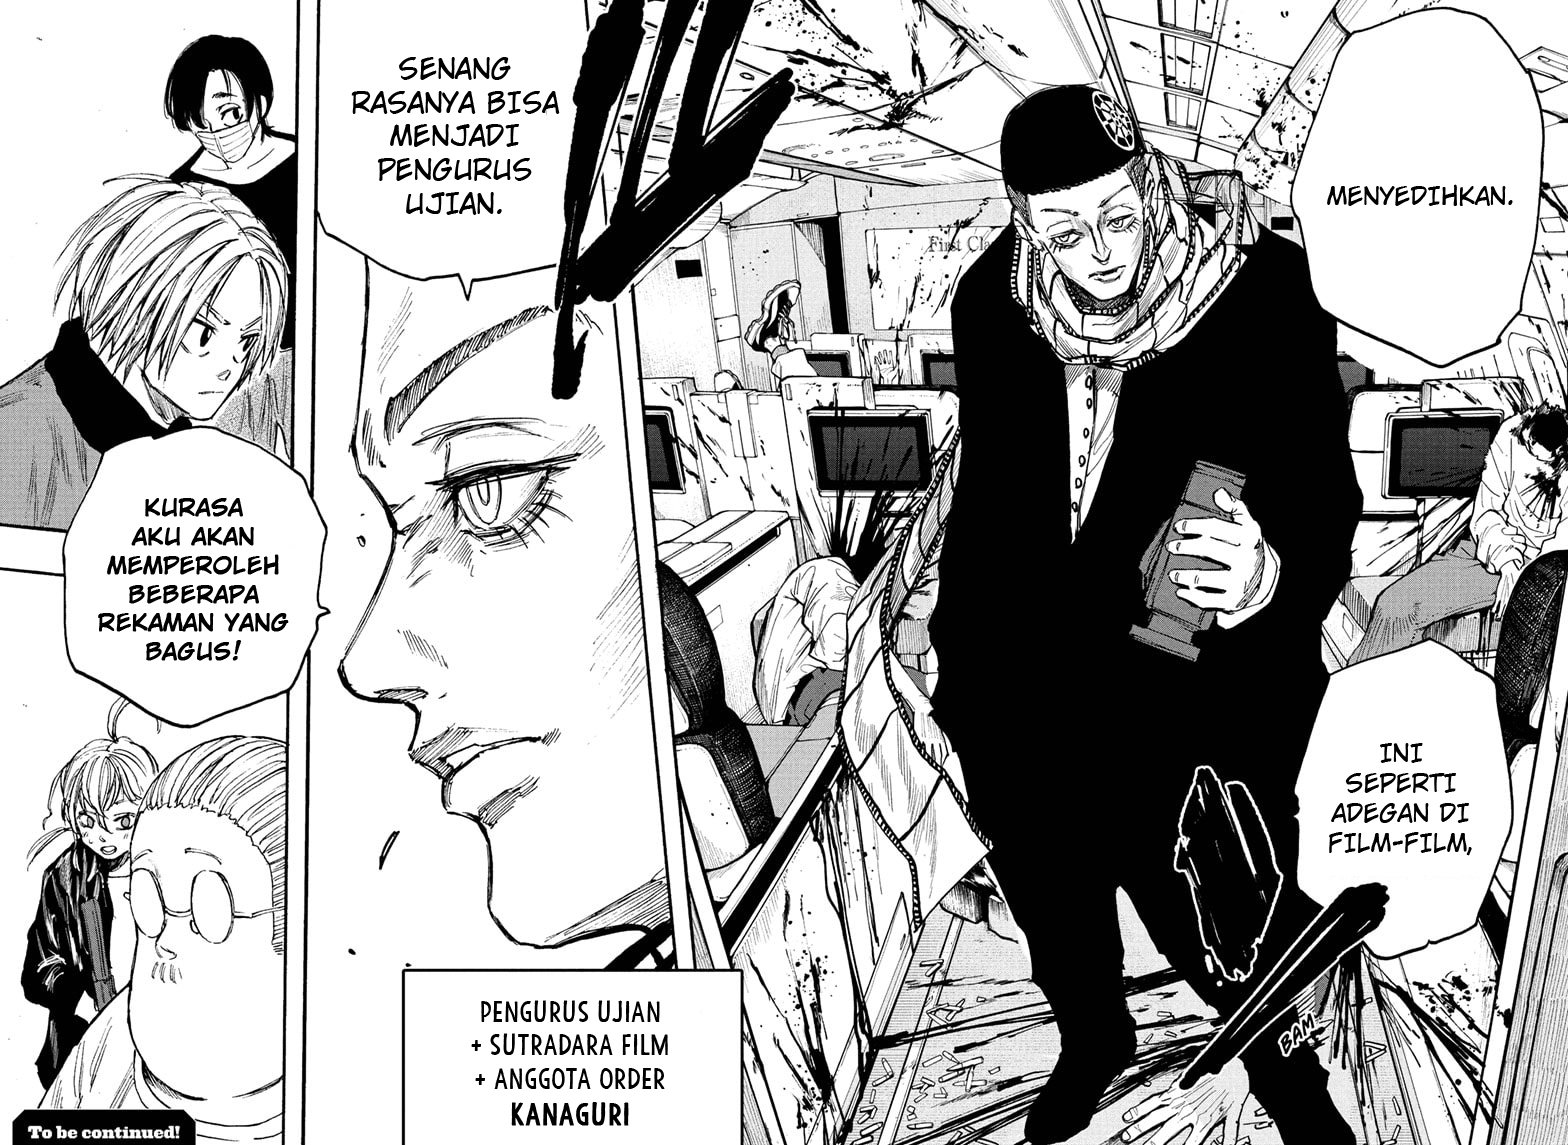 MENYEDIHKAN.
INI
SEPERTI
ADEGAN DI
FILM-FILM,
First Cla
BAM
SENANG
RASANYA BISA
MENJADI
PENGURUS
UJIAN.
PENGURUS UJIAN
+ SUTRADARA FILM
+ ANGGOTA ORDER
KANAGURI
KURASA
AKU AKAN
MEMPEROLEH
BEBERAPA
REKAMAN YANG
BAGUS!
To be continued!